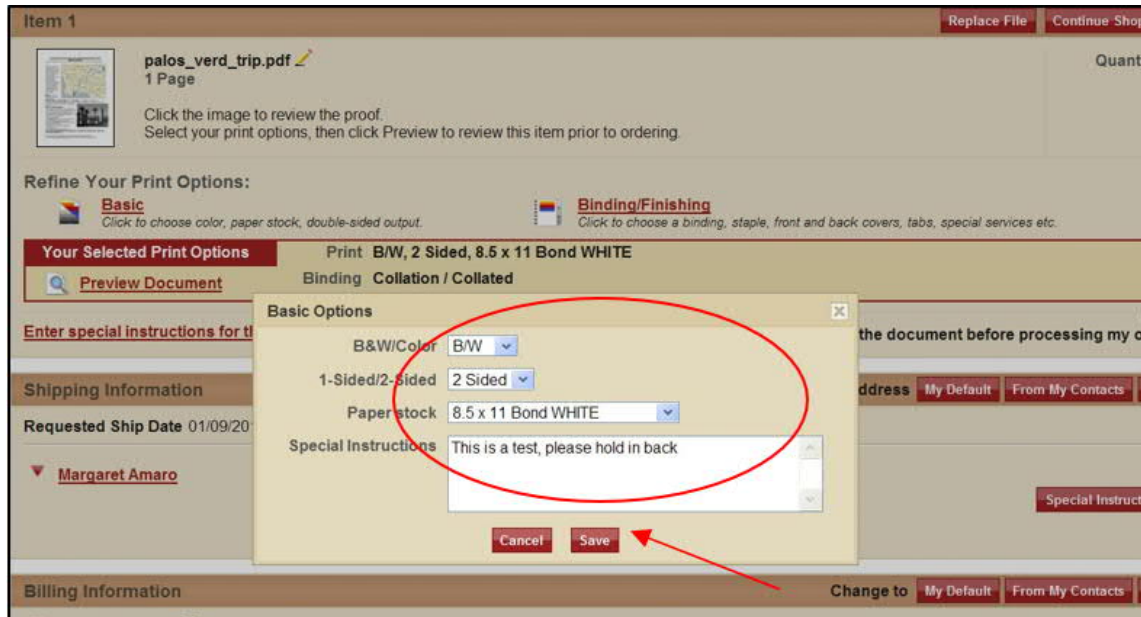 Item 1
Replace File
Continue Shop
palos_verd_trip.pdf
1 Page
Quant
Click the image to review the proof.
Select your print options, then click Preview to review this item prior to ordering.
Refine Your Print Options:
Basic
Click to choose color, paper stock, double-sided output.
Binding/Finishing
Click to choose a binding, staple, front and back covers, tabs, special services etc.
Your Selected Print Options
Print B/W, 2 Sided, 8.5 x 11 Bond WHITE
Preview Document
Binding Collation / Collated
Basic Options
Enter special instructions for th
the document before processing my o
B&W/Color B/W
1-Sided/2-Sided 2 Sided
Paper stock 8.5 x 11 Bond WHITE
Special Instructions This is a test, please hold in back
Cancel
Save
Shipping Information
ddress
My Default
From My Contacts
Requested Ship Date 01/09/20
Margaret Amaro
Special Instruct
Billing Information
Change to
My Default
From My Contacts